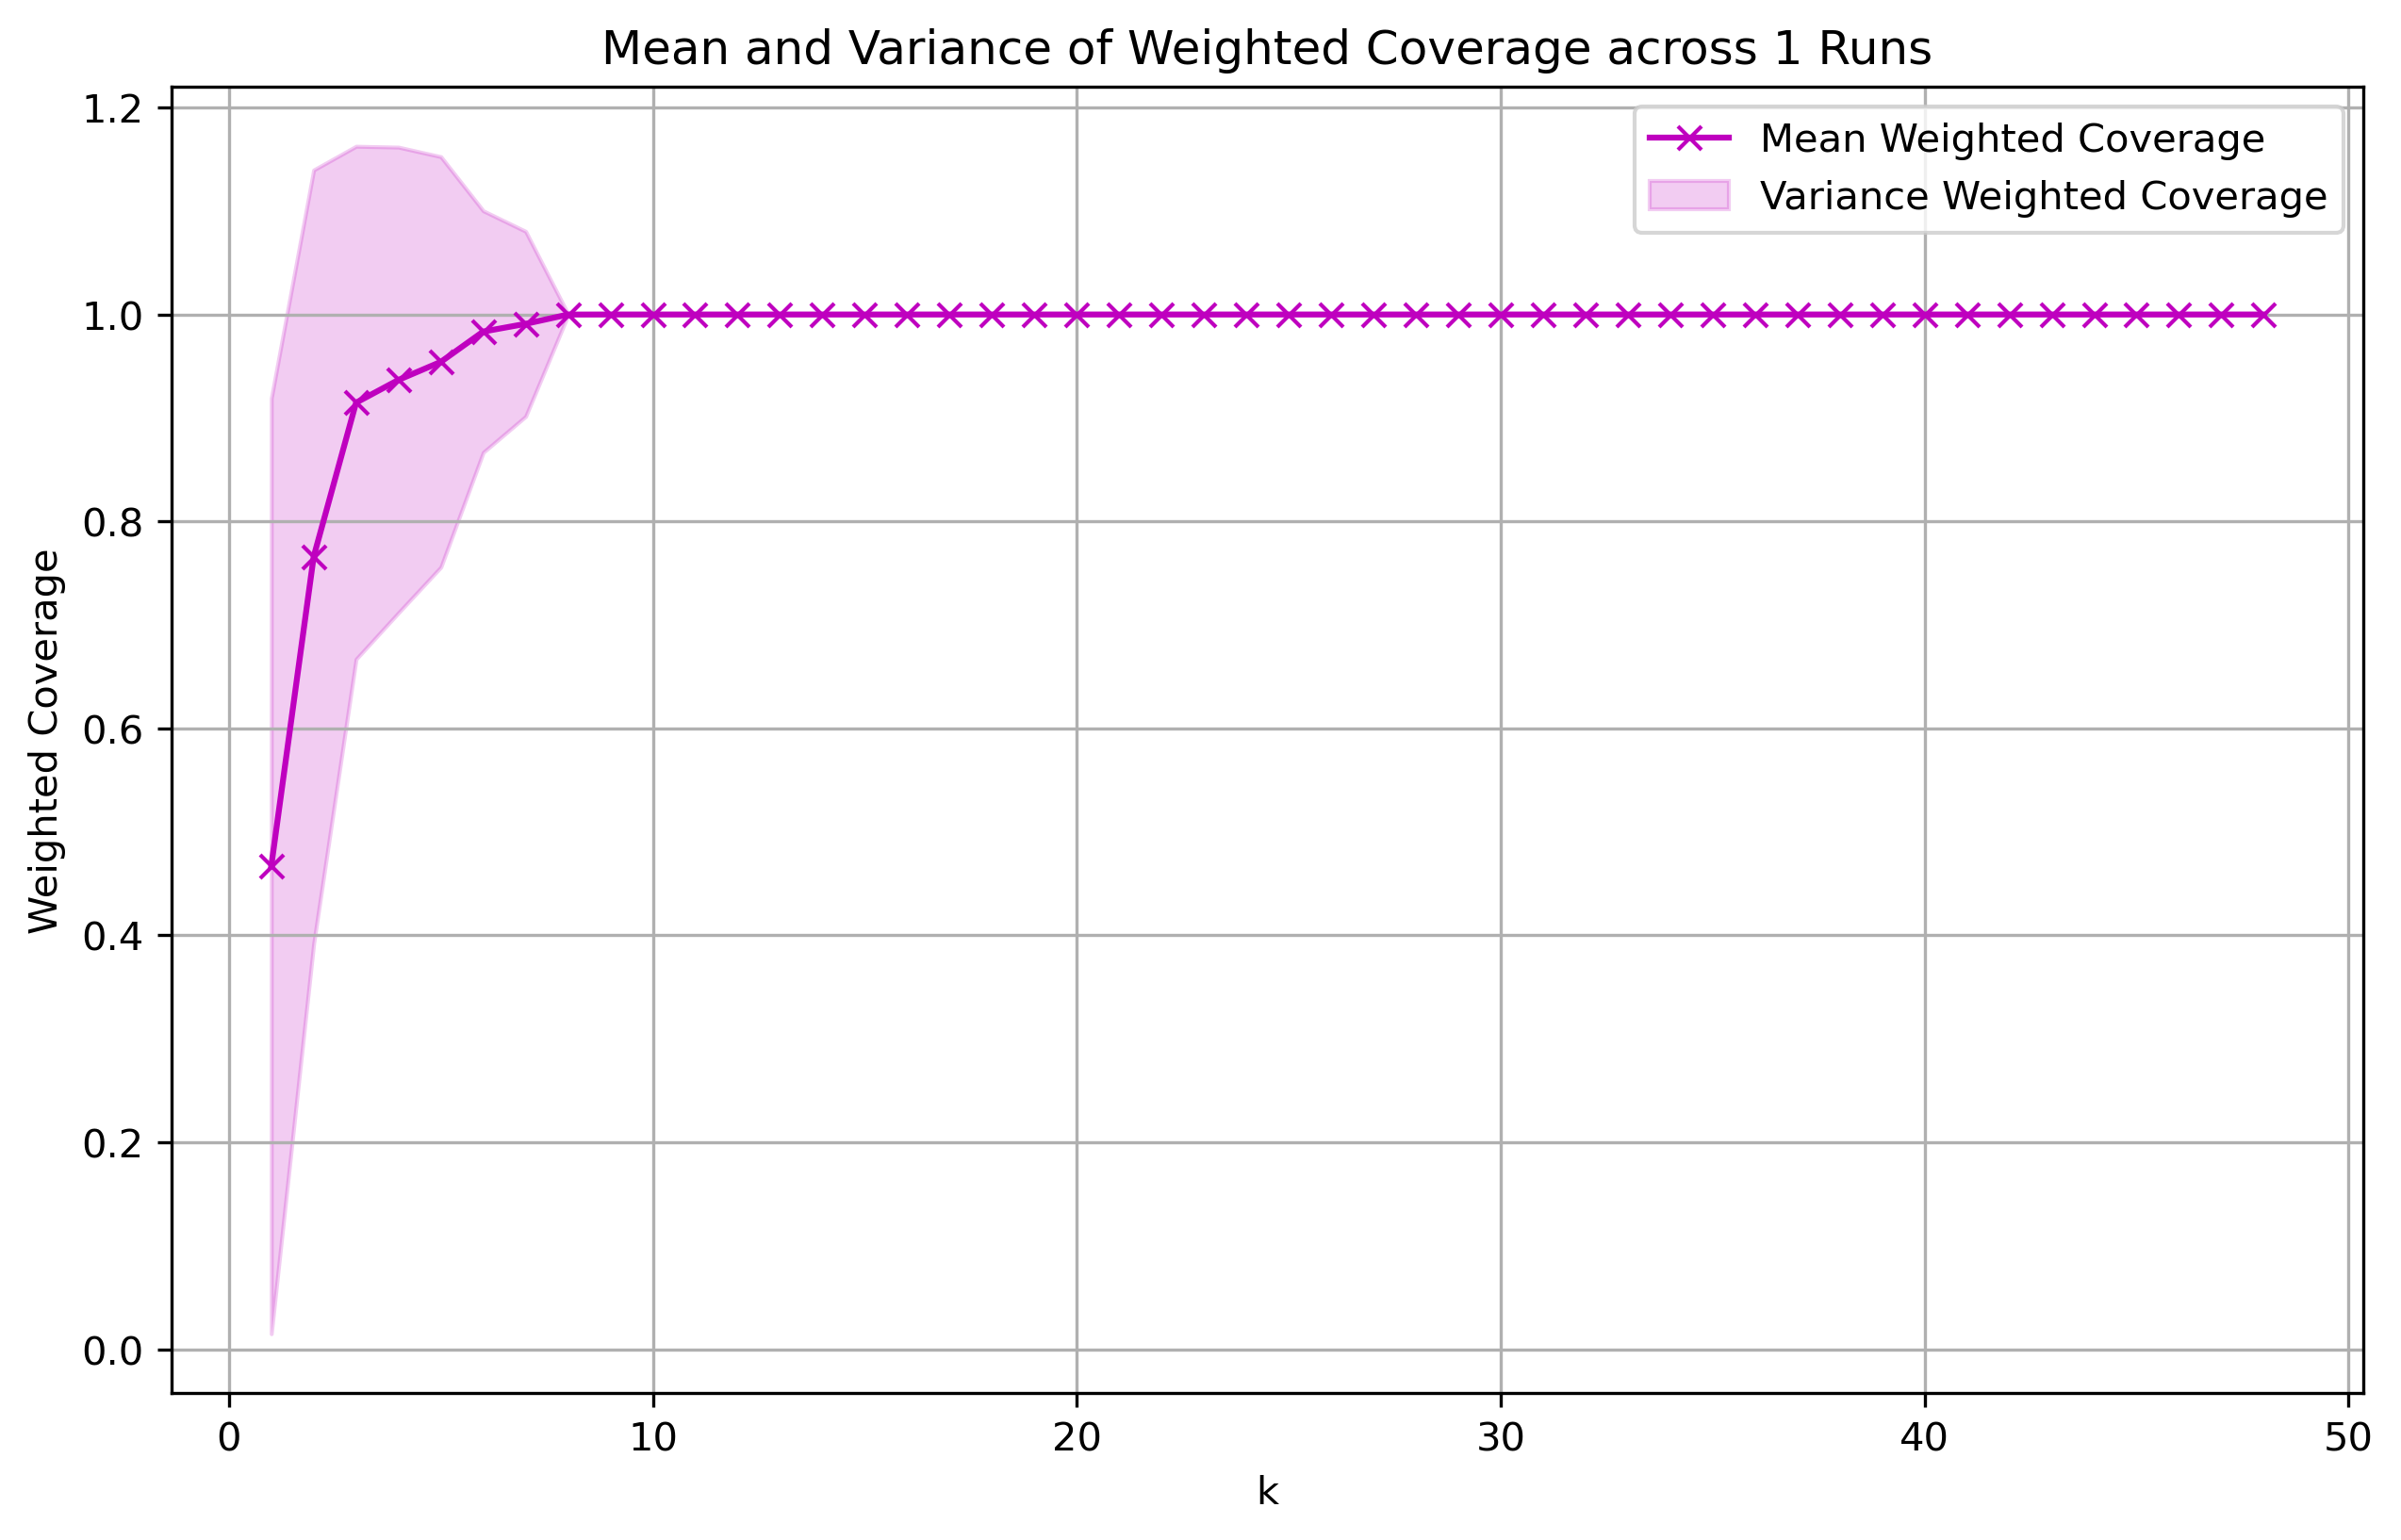 Mean and Variance of Weighted Coverage across 1 Runs
Mean Weighted Coverage
Variance Weighted Coverage
Weighted Coverage
1.2
1.0
0.8
0.6
0.4
0.2
0.0
0 10 20 30 40 50
k